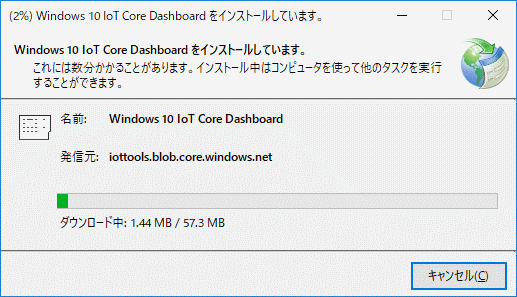 (2%) Windows 10 IoT Core Dashboard をインストールしています。
Windows 10 IoT Core Dashboard をインストールしています。
これには数分かかることがあります。インストール中はコンピュータを使って他のタスクを実行
することができます。
名前: Windows 10 IoT Core Dashboard
発信元: iottools.blob.core.windows.net
ダウンロード中: 1.44 MB / 57.3 MB
キャンセル(C)